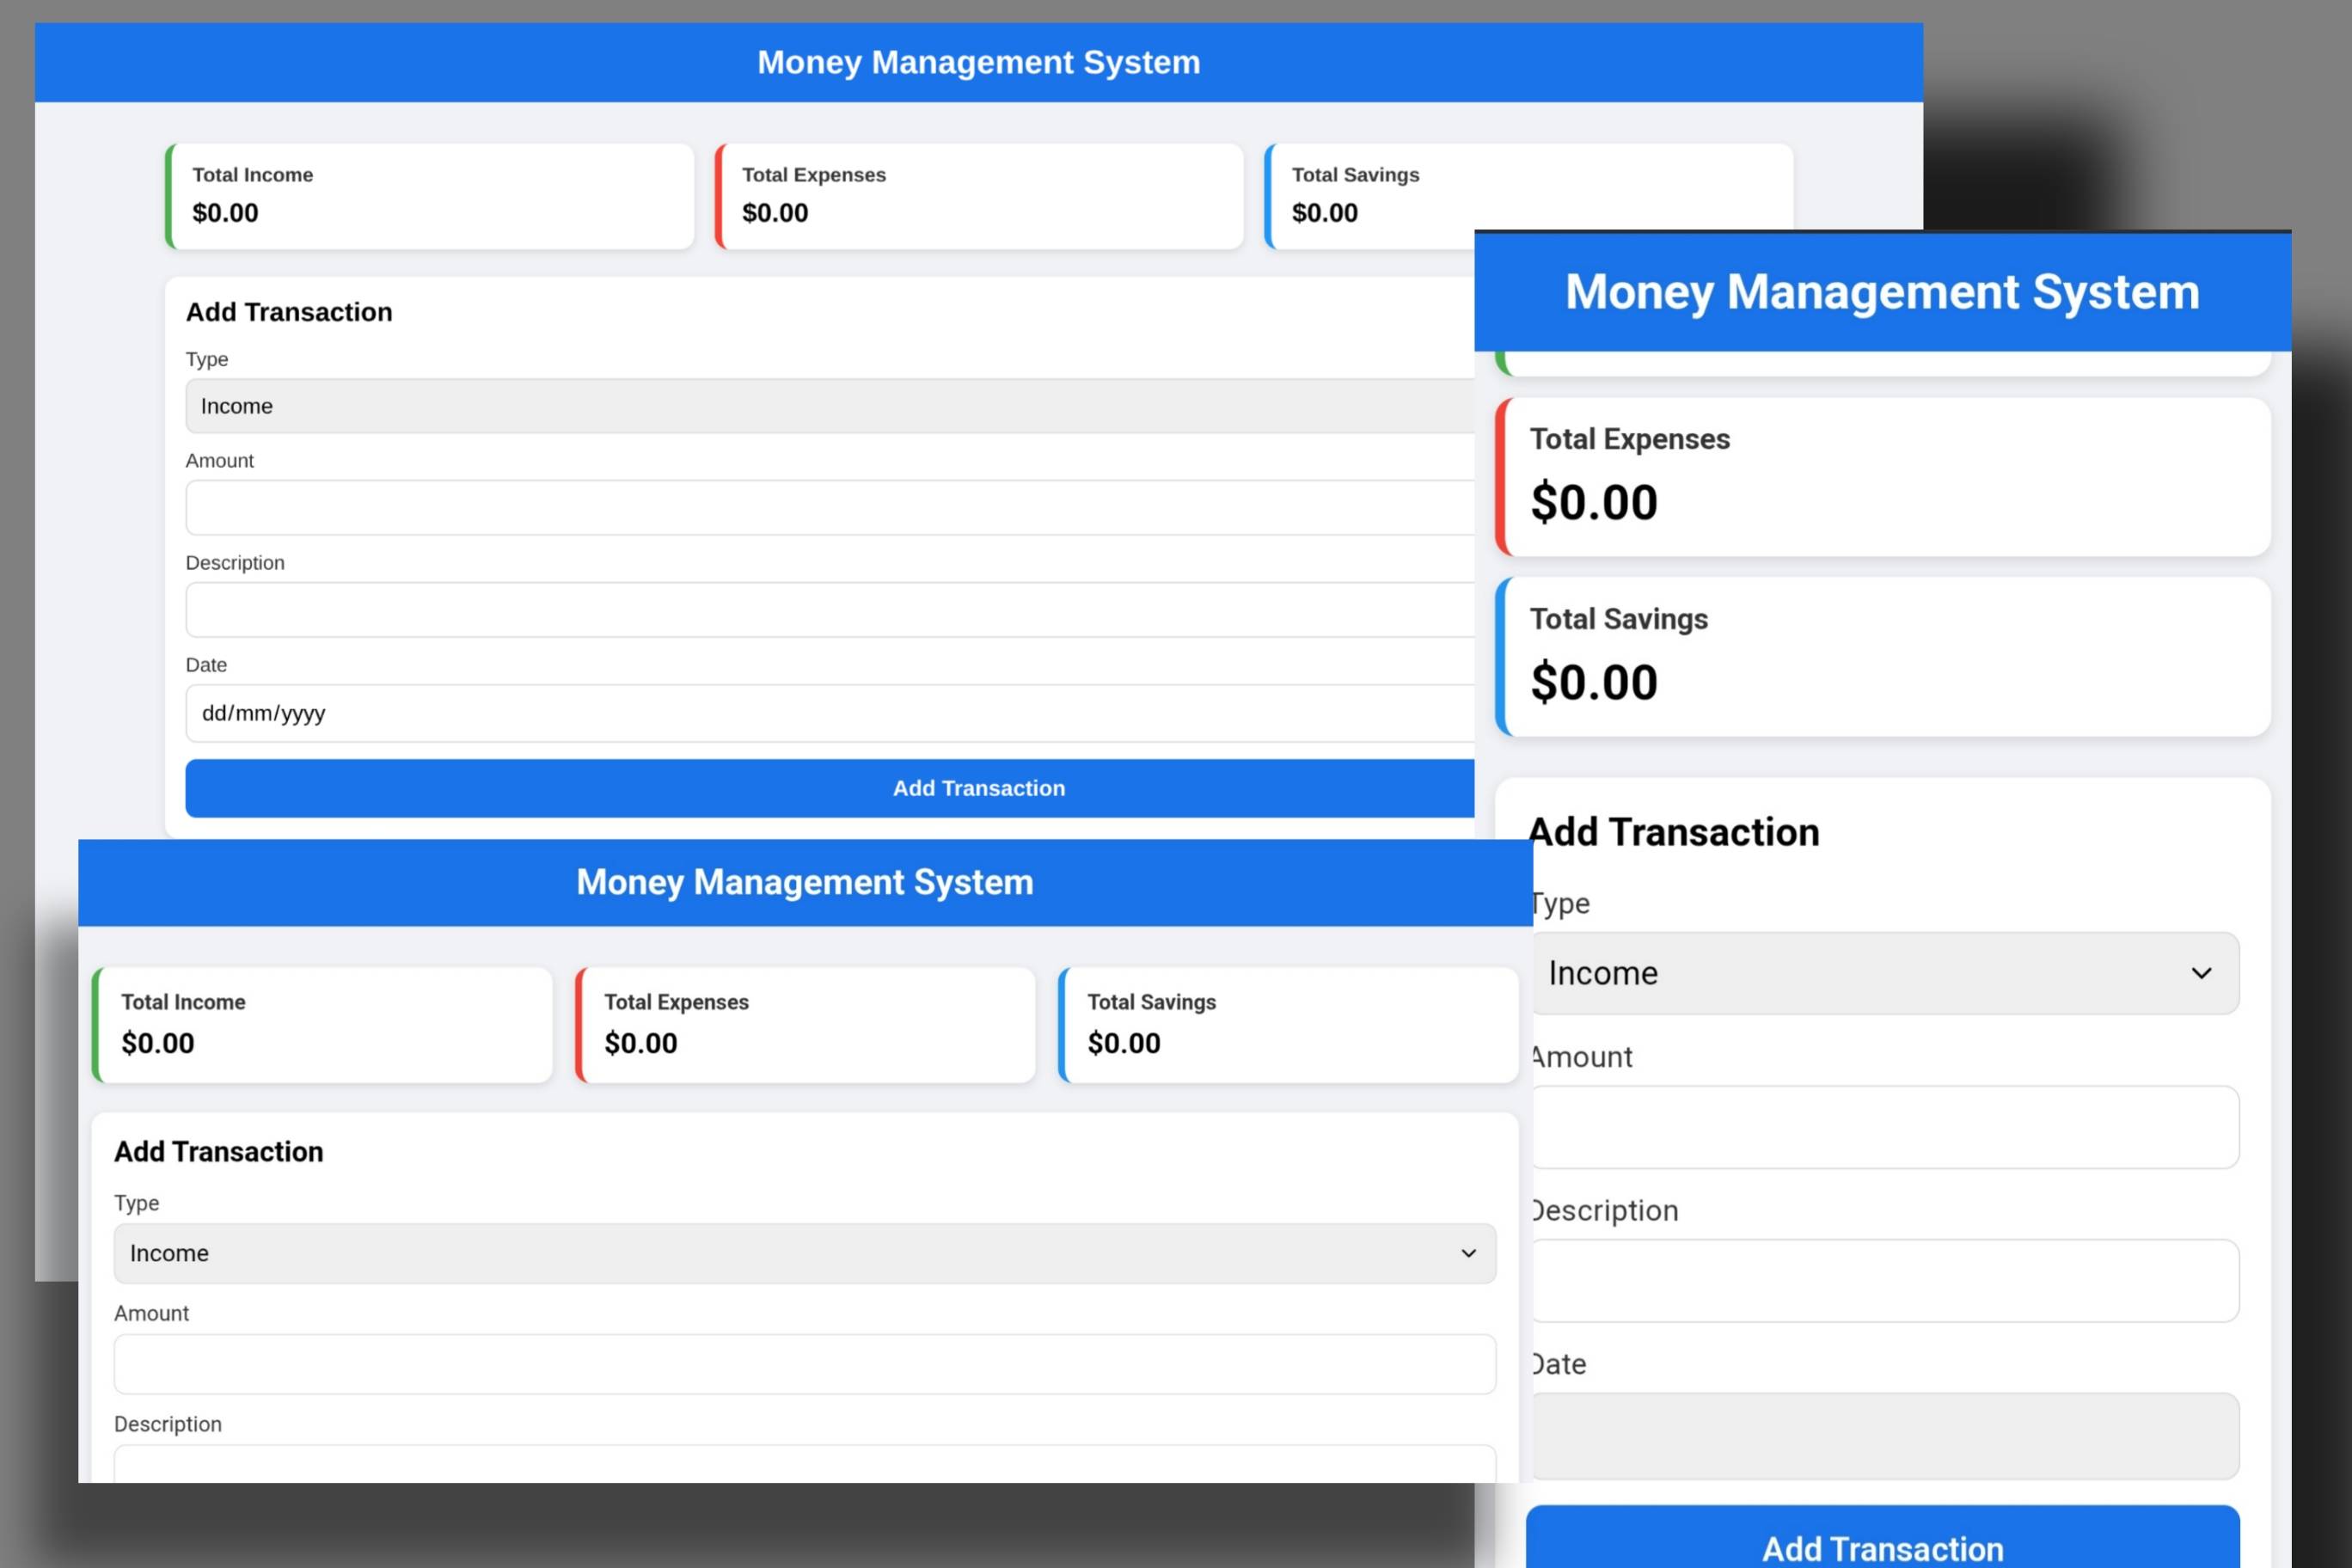 Money Management System
Total Income
$0.00
Total Expenses
$0.00
Total Savings
$0.00
Add Transaction
Type
Income
Amount
Description
Date
dd/mm/yyyy
Add Transaction
Money Management System
Total Expenses
$0.00
Total Savings
$0.00
Add Transaction
Type
Income
Amount
Description
Date
Add Transaction
Money Management System
Total Income
$0.00
Total Expenses
$0.00
Total Savings
$0.00
Add Transaction
Type
Income
Amount
Description